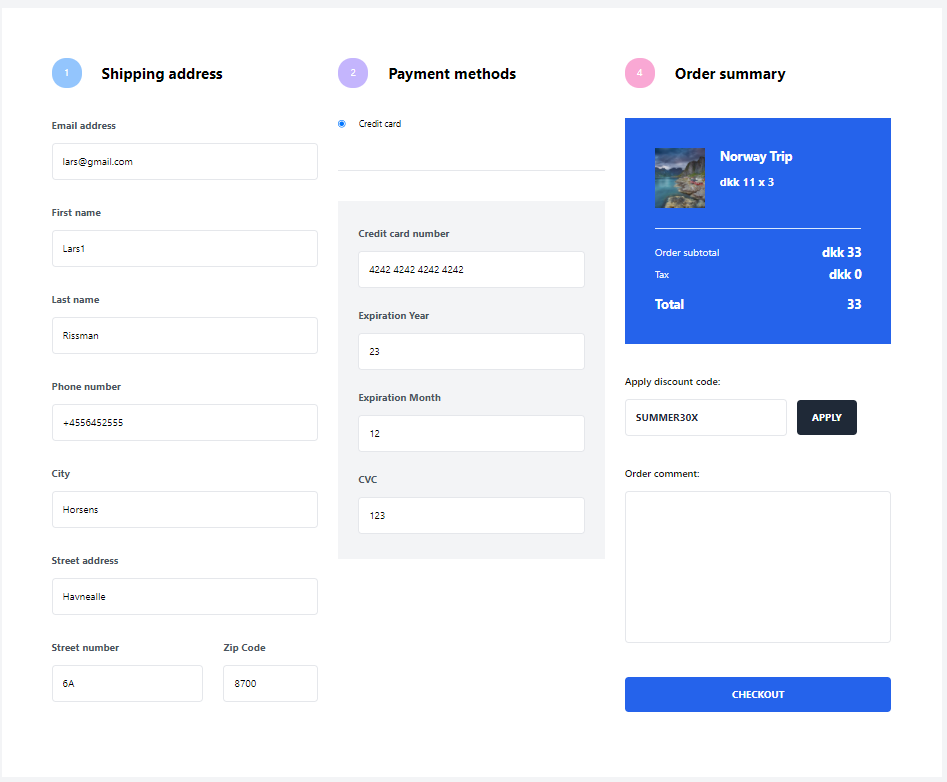 1
Shipping address
Email address
lars@gmail.com
First name
Lars1
Last name
Rissman
Phone number
+4556452555
City
Horsens
Street address
Havnealle
Street number
6A
Zip Code
8700
2
Payment methods
Credit card
Credit card number
4242 4242 4242 4242
Expiration Year
23
Expiration Month
12
CVC
123
4
Order summary
Norway Trip
dkk 11 x 3
Order subtotal dkk 33
Tax dkk 0
Total 33
Apply discount code:
SUMMER30X
APPLY
Order comment:
CHECKOUT